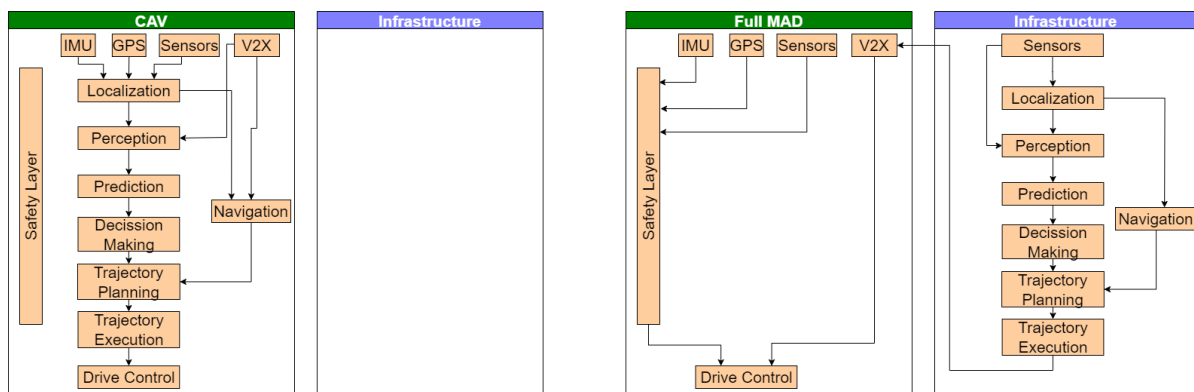 CAV
Infrastructure
Full MAD
Infrastructure
IMU
GPS
Sensors
V2X
Safety Layer
Localization
Perception
Prediction
Navigation
Decission
Making
Trajectory
Planning
Trajectory
Execution
Drive Control
IMU
GPS
Sensors
V2X
Safety Layer
Drive Control
Sensors
Localization
Perception
Prediction
Navigation
Decission
Making
Trajectory
Planning
Trajectory
Execution